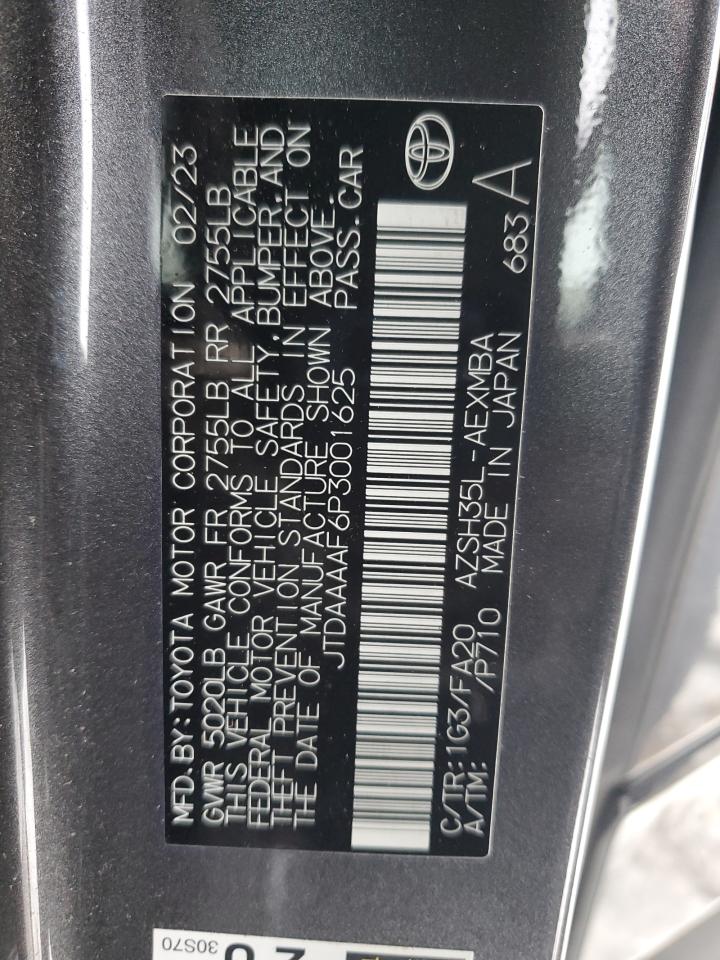 MFD.BY:TOYOTA MOTOR CORPORATION 02/23
GVWR 5020LB GAWR FR 2755LB RR 2755LB
THIS VEHICLE CONFORMS TO ALL APPLICABLE
FEDERAL MOTOR VEHICLE SAFETY,BUMPER,AND
THEFT PREVENTION STANDARDS IN EFFECT ON
THE DATE OF MANUFACTURE SHOWN ABOVE.
JTDAAAAF6P3001625 PASS.CAR
C/TR:1G3/FA20 AZSH35L-AEXMBA 683 A
A/TM: /P710 MADE IN JAPAN
30S70